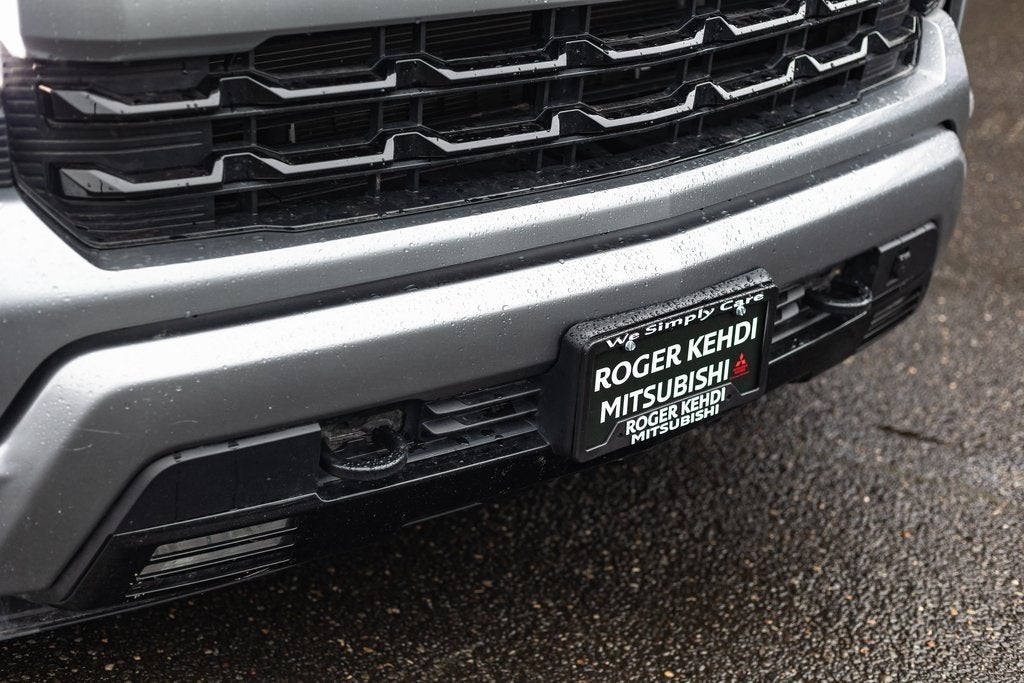 We Simply Care
ROGER KEHDI
MITSUBISHI
ROGER KEHDI
MITSUBISHI